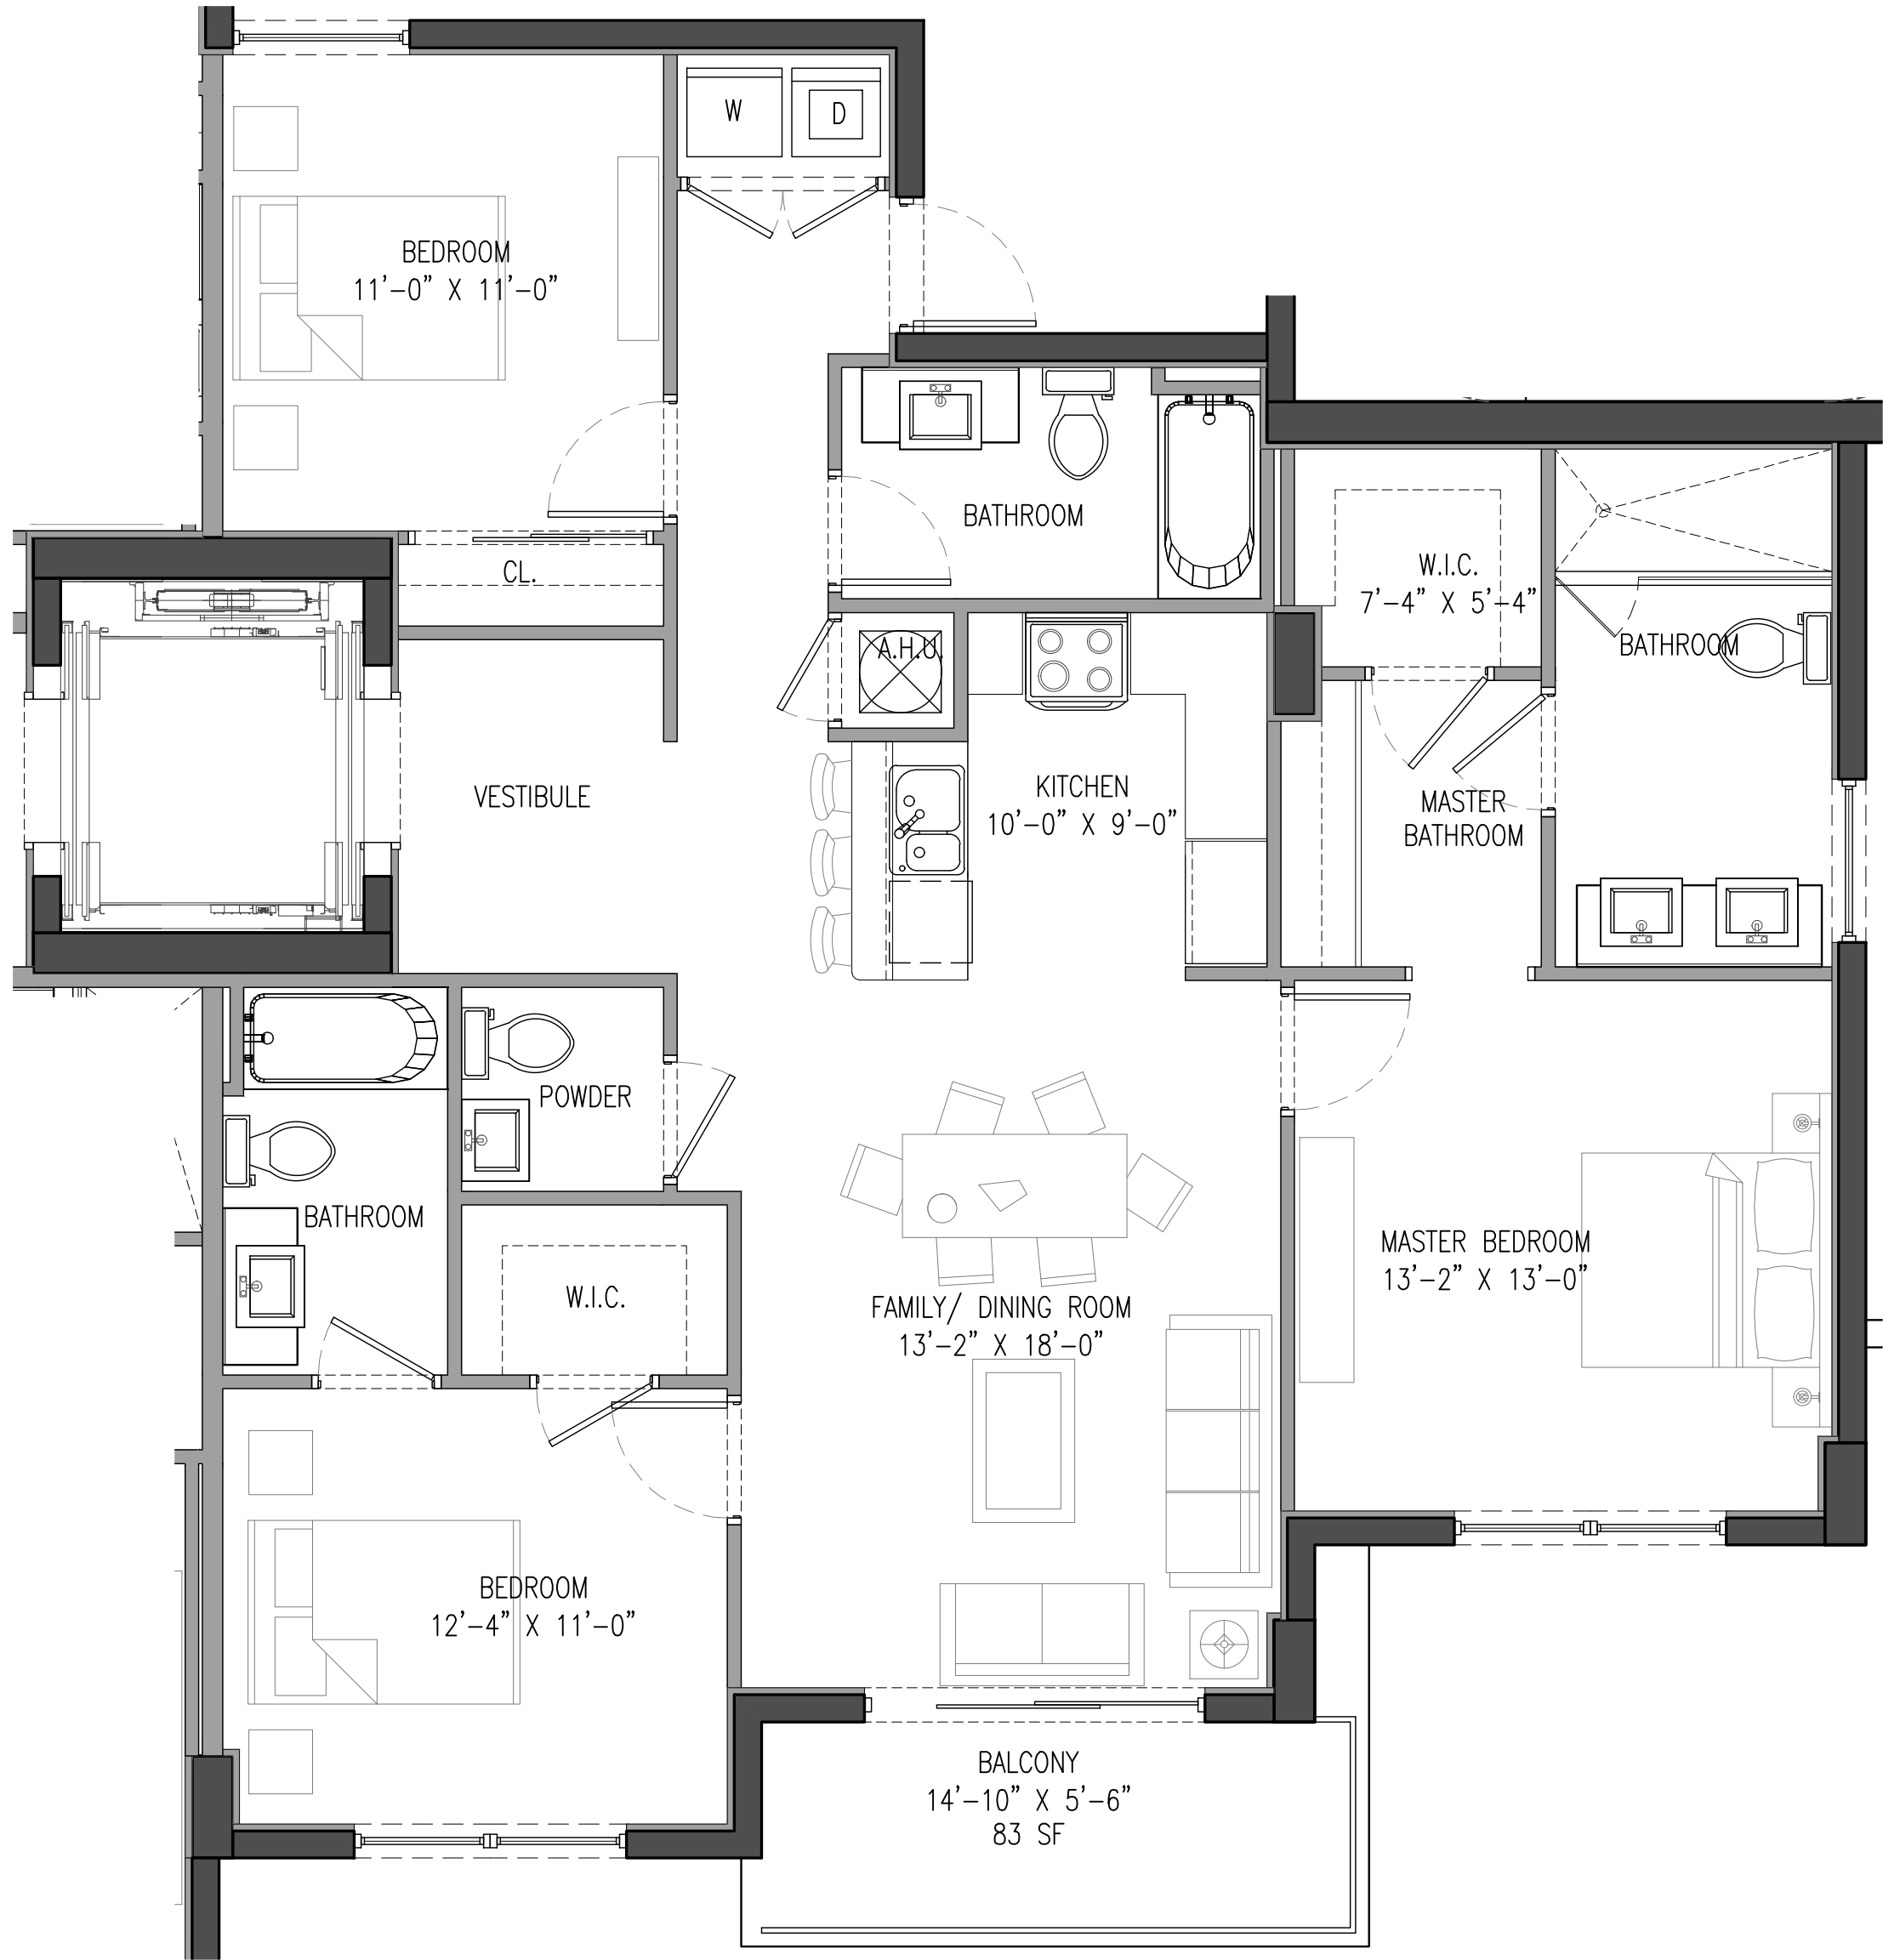 W
D
BEDROOM
11'-0" X 11'-0"
BATHROOM
CL.
W.I.C.
7'-4" X 5'-4"
BATHROOM
A.H.U.
VESTIBULE
KITCHEN
10'-0" X 9'-0"
MASTER
BATHROOM
POWDER
BATHROOM
W.I.C.
MASTER BEDROOM
13'-2" X 13'-0"
FAMILY/ DINING ROOM
13'-2" X 18'-0"
BEDROOM
12'-4" X 11'-0"
BALCONY
14'-10" X 5'-6"
83 SF